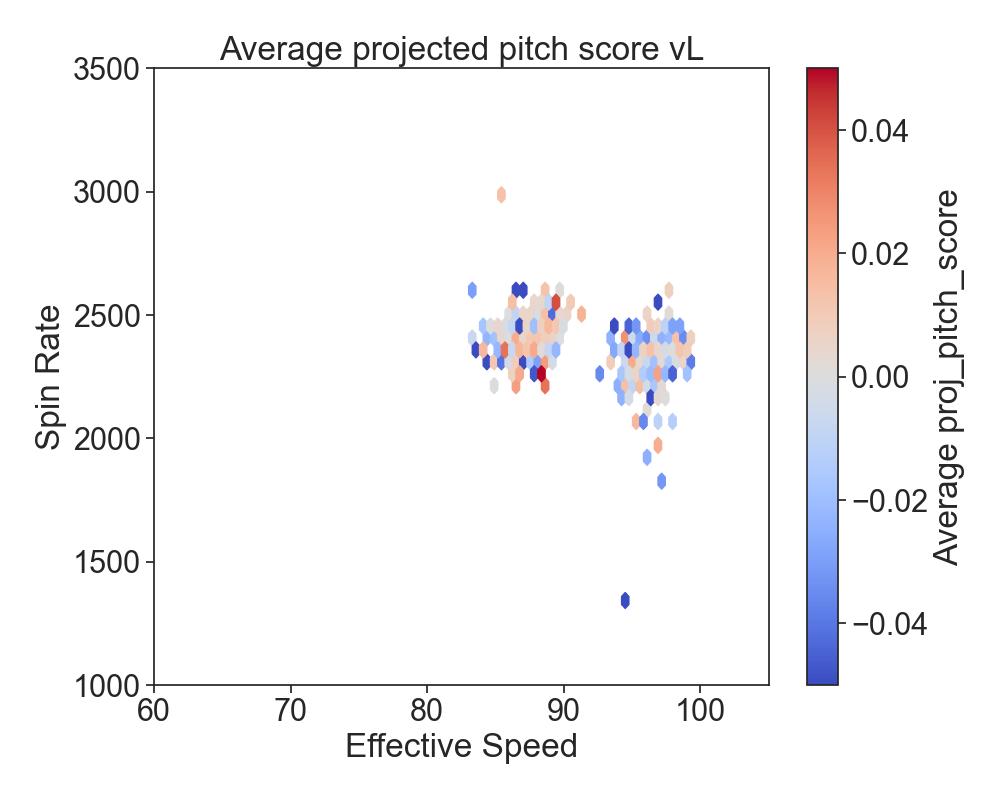 Average projected pitch score vL
3500
3000
2500
2000
1500
1000
Spin Rate
60 70 80 90 100
Effective Speed
0.04
0.02
0.00
−0.02
−0.04
Average proj_pitch_score